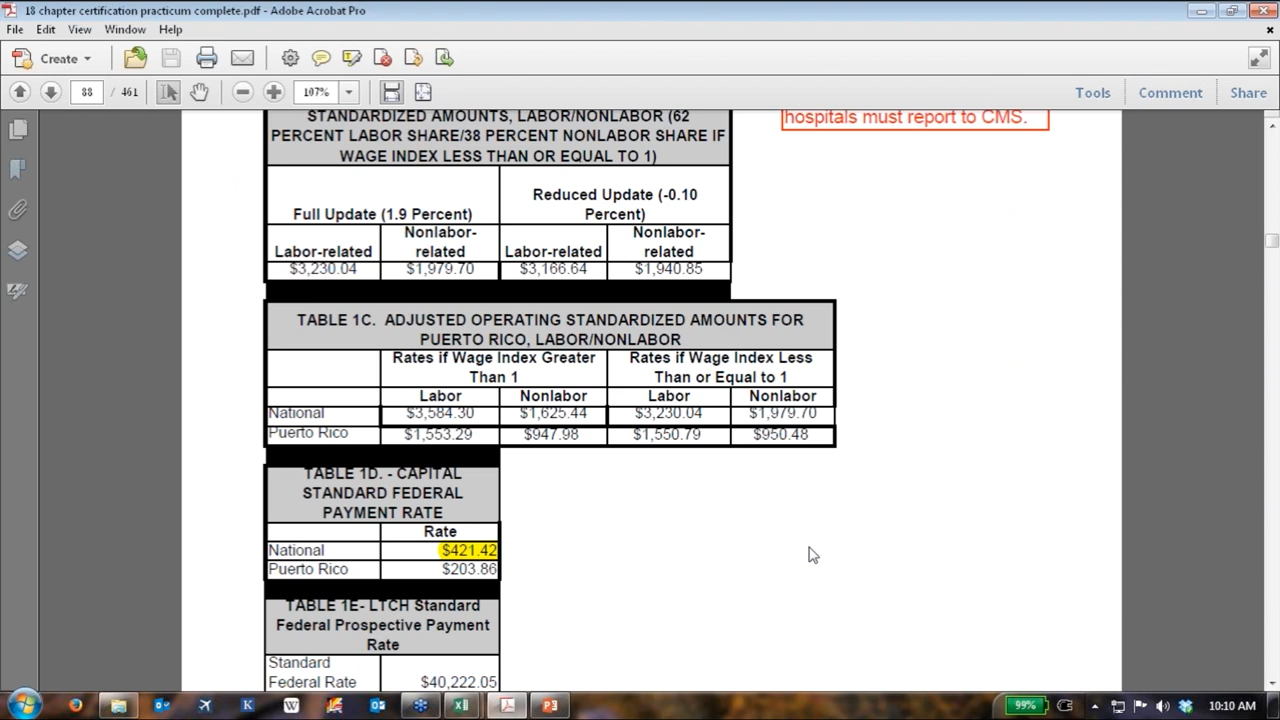 18 chapter certification practicum complete.pdf - Adobe Acrobat Pro
File Edit View Window Help
Create
88 / 461 107% Tools Comment Share
hospitals must report to CMS.
STANDARDIZED AMOUNTS, LABOR/NONLABOR (62
PERCENT LABOR SHARE/38 PERCENT NONLABOR SHARE IF
WAGE INDEX LESS THAN OR EQUAL TO 1)
Full Update (1.9 Percent) Reduced Update (-0.10
Percent)
Labor-related Nonlabor-
related Labor-related Nonlabor-
related
$3,230.04 $1,979.70 $3,166.64 $1,940.85
TABLE 1C. ADJUSTED OPERATING STANDARDIZED AMOUNTS FOR
PUERTO RICO, LABOR/NONLABOR
Rates if Wage Index Greater
Than 1 Rates if Wage Index Less
Than or Equal to 1
Labor Nonlabor Labor Nonlabor
National $3,584.30 $1,625.44 $3,230.04 $1,979.70
Puerto Rico $1,553.29 $947.98 $1,550.79 $950.48
TABLE 1D. - CAPITAL
STANDARD FEDERAL
PAYMENT RATE
Rate
National $421.42
Puerto Rico $203.86
TABLE 1E- LTCH Standard
Federal Prospective Payment
Rate
Standard
Federal Rate $40,222.05
99% 10:10 AM